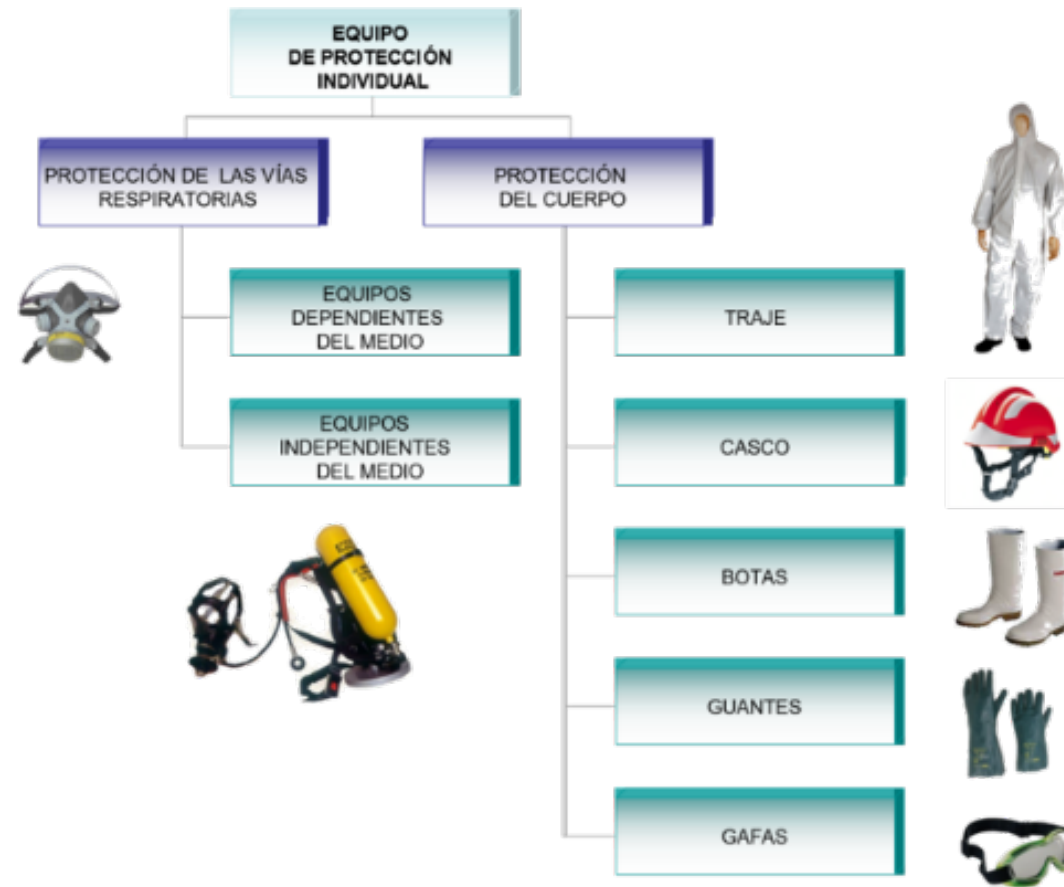 EQUIPO
DE PROTECCIÓN
INDIVIDUAL
PROTECCIÓN DE LAS VÍAS
RESPIRATORIAS
PROTECCIÓN
DEL CUERPO
EQUIPOS
DEPENDIENTES
DEL MEDIO
EQUIPOS
INDEPENDIENTES
DEL MEDIO
TRAJE
CASCO
BOTAS
GUANTES
GAFAS